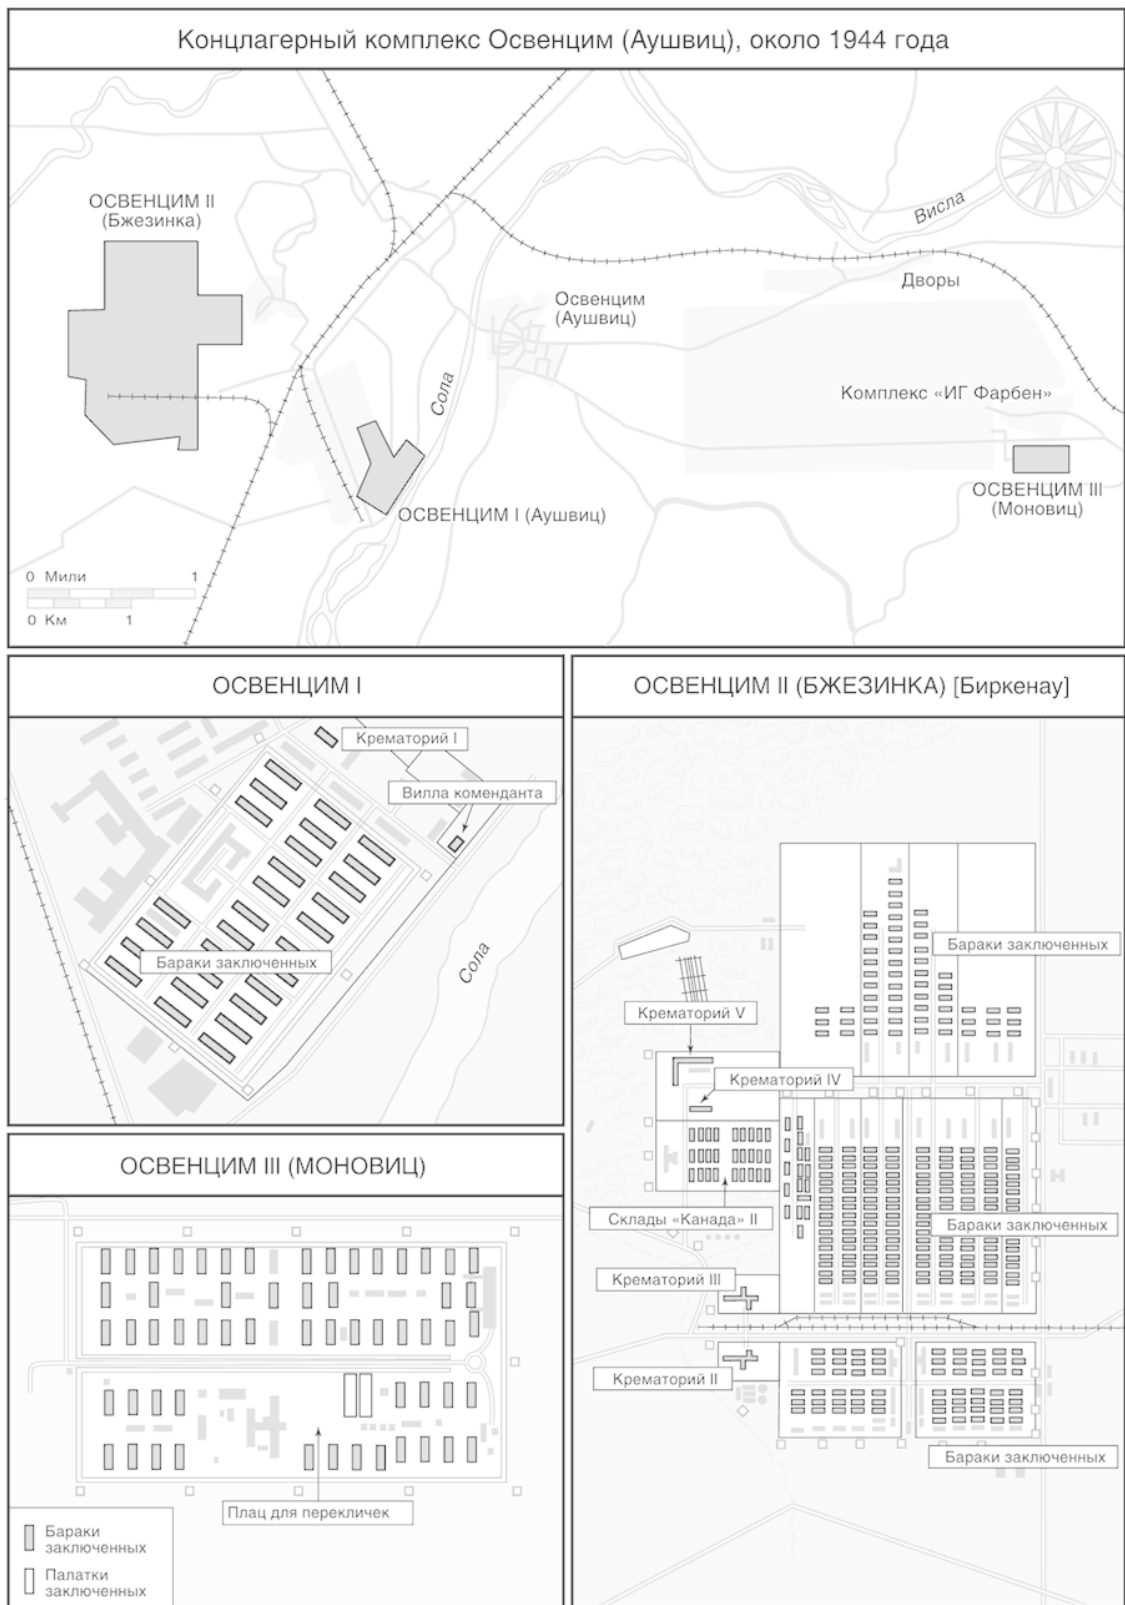 Концлагерный комплекс Освенцим (Аушвиц), около 1944 года
ОСВЕНЦИМ II
(Бжезинка)
Висла
Дворы
Освенцим
(Аушвиц)
Сола
Комплекс «ИГ Фарбен»
ОСВЕНЦИМ III
(Моновиц)
ОСВЕНЦИМ I (Аушвиц)
0 Мили 1
0 Км 1
ОСВЕНЦИМ I
Крематорий I
Вилла коменданта
Бараки заключенных
Сола
ОСВЕНЦИМ III (МОНОВИЦ)
Плац для перекличек
Бараки
заключенных
Палатки
заключенных
ОСВЕНЦИМ II (БЖЕЗИНКА) [Биркенау]
Бараки заключенных
Крематорий V
Крематорий IV
Склады «Канада» II
Бараки заключенных
Крематорий III
Крематорий II
Бараки заключенных